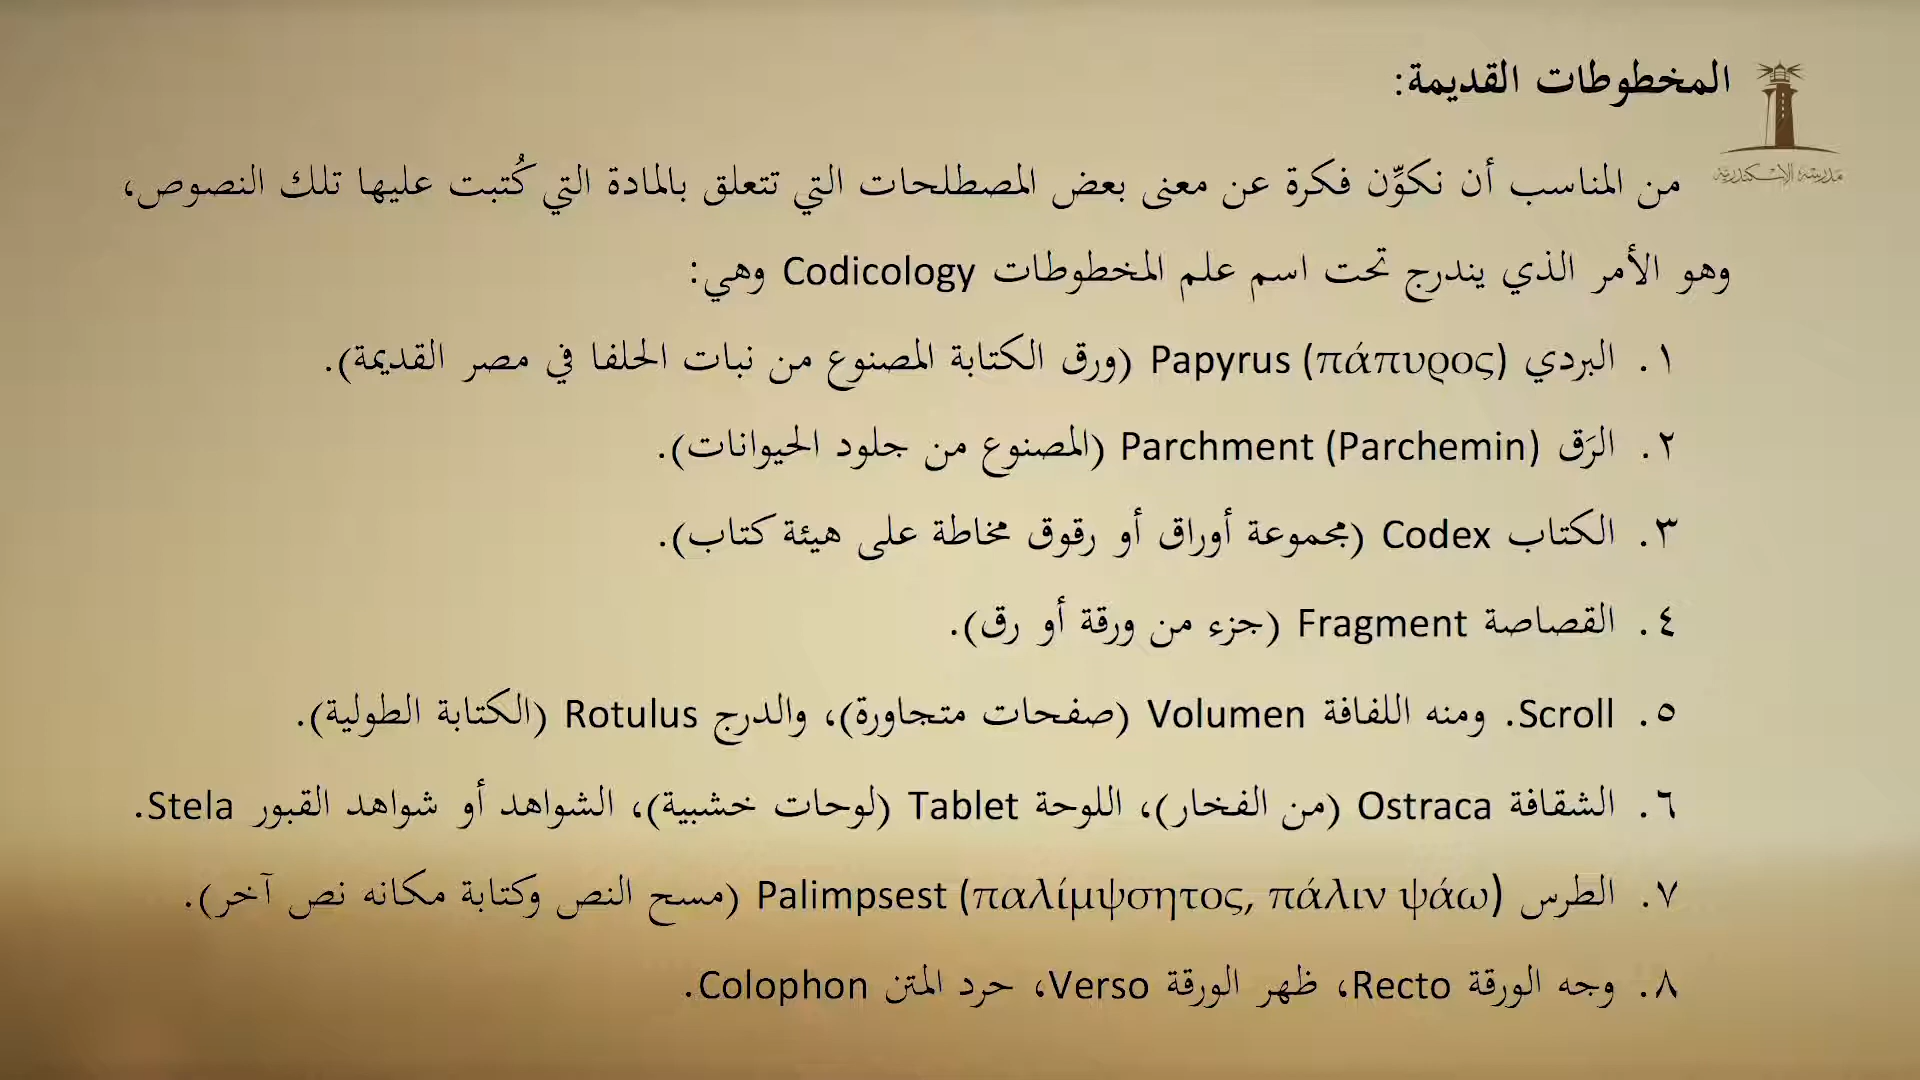 المخطوطات القديمة:
مدرسة الإسكندرية
من المناسب أن نكوِّن فكرة عن معنى بعض المصطلحات التي تتعلق بالمادة التي كُتبت عليها تلك النصوص،
وهو الأمر الذي يندرج تحت اسم علم المخطوطات Codicology وهي:
١. البردي Papyrus (πάπυρος) (ورق الكتابة المصنوع من نبات الحلفا في مصر القديمة).
٢. الرَق Parchment (Parchemin) (المصنوع من جلود الحيوانات).
٣. الكتاب Codex (مجموعة أوراق أو رقوق مخاطة على هيئة كتاب).
٤. القصاصة Fragment (جزء من ورقة أو رق).
٥. Scroll. ومنه اللفافة Volumen (صفحات متجاورة)، والدرج Rotulus (الكتابة الطولية).
٦. الشقافة Ostraca (من الفخار)، اللوحة Tablet (لوحات خشبية)، الشواهد أو شواهد القبور Stela.
٧. الطرس Palimpsest (παλίμψσητος, πάλιν ψάω) (مسح النص وكتابة مكانه نص آخر).
٨. وجه الورقة Recto، ظهر الورقة Verso، حرد المتن Colophon.